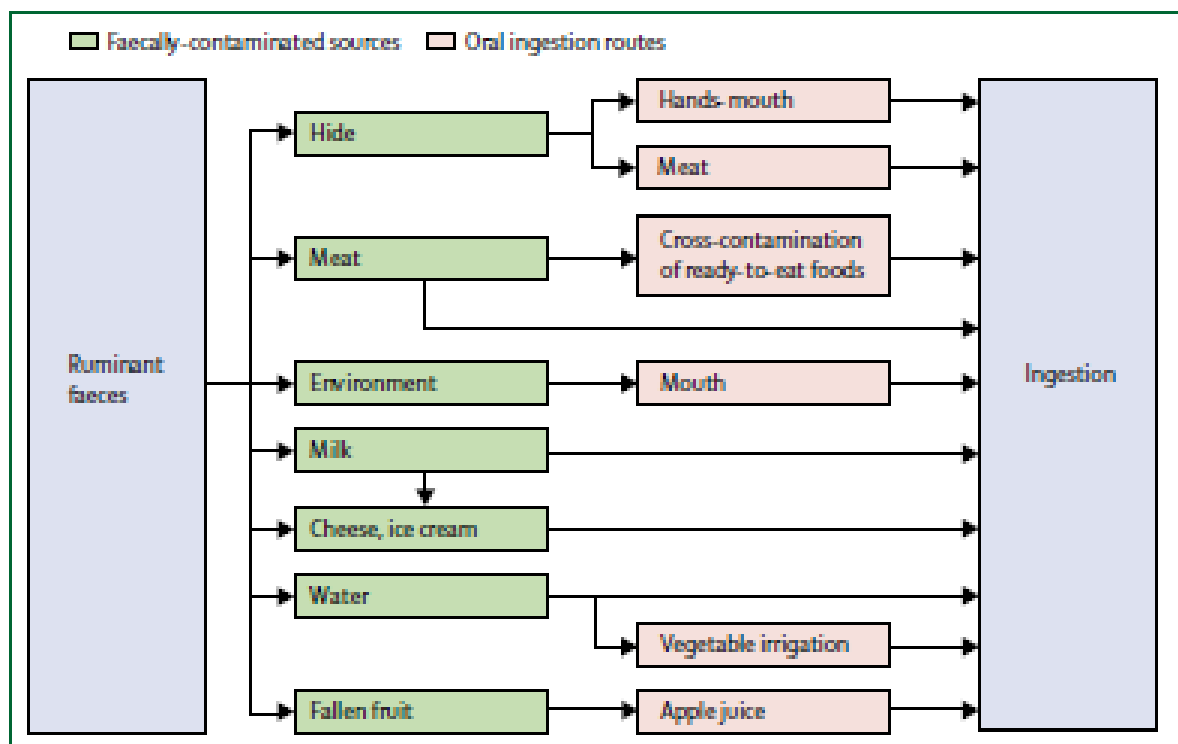 Faecally-contaminated sources
Oral ingestion routes
Ruminant
faeces
Hide
Hands-mouth
Meat
Meat
Cross-contamination
of ready-to-eat foods
Environment
Mouth
Milk
Cheese, ice cream
Water
Vegetable irrigation
Fallen fruit
Apple juice
Ingestion